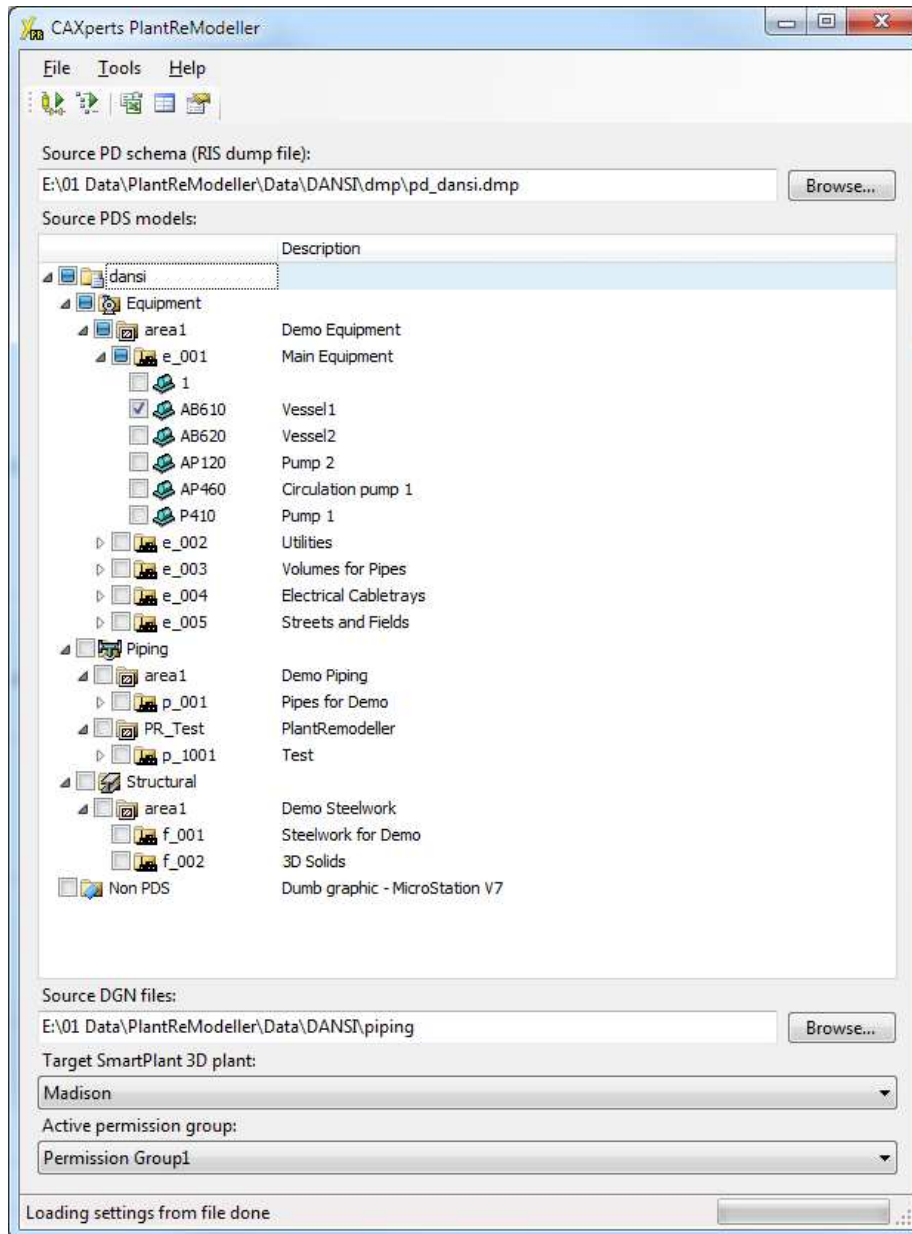 CAXperts PlantReModeller
File Tools Help
Source PD schema (RIS dump file):
E:\01 Data\PlantReModeller\Data\DANSI\dmp\pd_dansi.dmp Browse...
Source PDS models:
Description
dansi
Equipment
area1 Demo Equipment
e_001 Main Equipment
1
AB610 Vessel1
AB620 Vessel2
AP120 Pump 2
AP460 Circulation pump 1
P410 Pump 1
e_002 Utilities
e_003 Volumes for Pipes
e_004 Electrical Cabletrays
e_005 Streets and Fields
Piping
area1 Demo Piping
p_001 Pipes for Demo
PR_Test PlantRemodeller
p_1001 Test
Structural
area1 Demo Steelwork
f_001 Steelwork for Demo
f_002 3D Solids
Non PDS Dumb graphic - MicroStation V7
Source DGN files:
E:\01 Data\PlantReModeller\Data\DANSI\piping Browse...
Target SmartPlant 3D plant:
Madison
Active permission group:
Permission Group1
Loading settings from file done